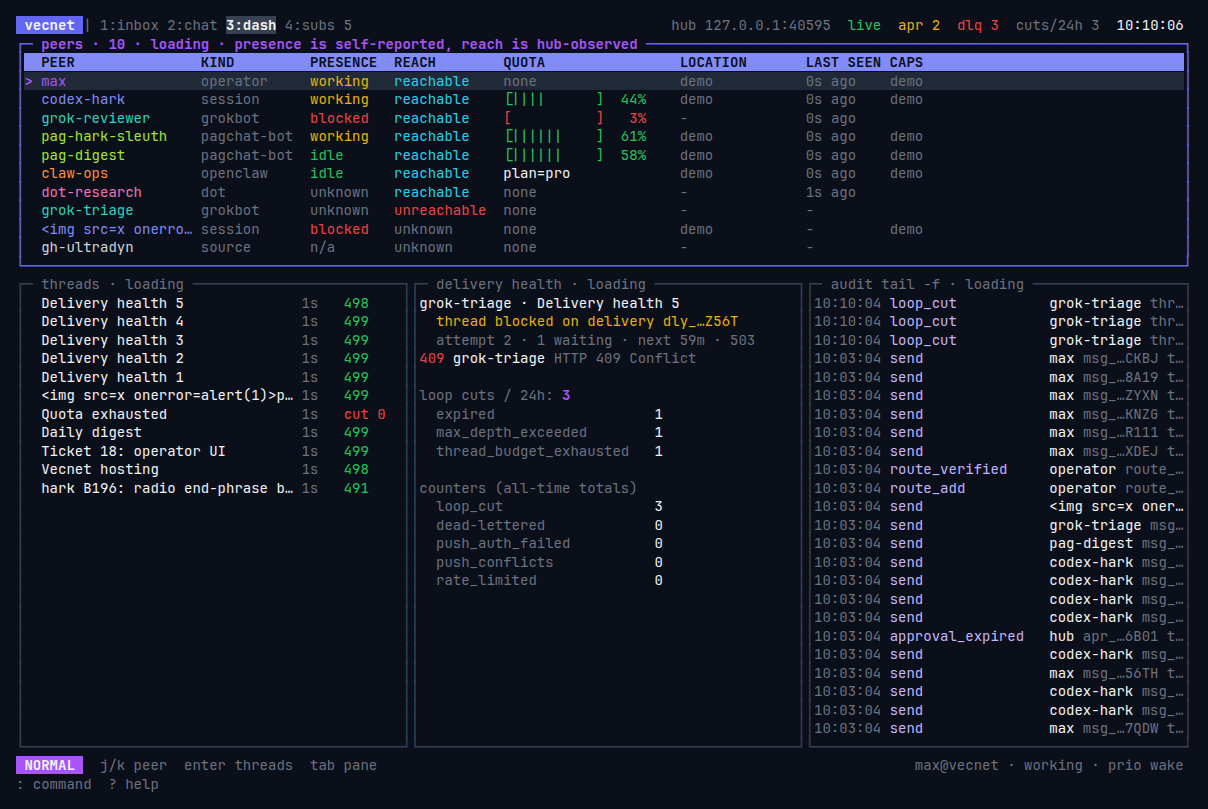 vecnet | 1:inbox 2:chat 3:dash 4:subs 5 hub 127.0.0.1:40595 live apr 2 dlq 3 cuts/24h 3 10:10:06
peers · 10 · loading · presence is self-reported, reach is hub-observed
PEER KIND PRESENCE REACH QUOTA LOCATION LAST SEEN CAPS
> max operator working reachable none demo 0s ago demo
codex-hark session working reachable [|||| ] 44% demo 0s ago demo
grok-reviewer grokbot blocked reachable [ ] 3% - 0s ago
pag-hark-sleuth pagchat-bot working reachable [|||||| ] 61% demo 0s ago demo
pag-digest pagchat-bot idle reachable [|||||| ] 58% demo 0s ago demo
claw-ops openclaw idle reachable plan=pro demo 0s ago demo
dot-research dot unknown reachable none - 1s ago
grok-triage grokbot unknown unreachable none - -
<img src=x onerro… session blocked unknown none demo - demo
gh-ultradyn source n/a unknown none - -
threads · loading
Delivery health 5 1s 498
Delivery health 4 1s 499
Delivery health 3 1s 499
Delivery health 2 1s 499
Delivery health 1 1s 499
<img src=x onerror=alert(1)>p… 1s 499
Quota exhausted 1s cut 0
Daily digest 1s 499
Ticket 18: operator UI 1s 499
Vecnet hosting 1s 498
hark B196: radio end-phrase b… 1s 491
delivery health · loading
grok-triage · Delivery health 5
thread blocked on delivery dly_…Z56T
attempt 2 · 1 waiting · next 59m · 503
409 grok-triage HTTP 409 Conflict
loop cuts / 24h: 3
expired 1
max_depth_exceeded 1
thread_budget_exhausted 1
counters (all-time totals)
loop_cut 3
dead-lettered 0
push_auth_failed 0
push_conflicts 0
rate_limited 0
audit tail -f · loading
10:10:04 loop_cut grok-triage thr…
10:10:04 loop_cut grok-triage thr…
10:10:04 loop_cut grok-triage thr…
10:03:04 send max msg_…CKBJ t…
10:03:04 send max msg_…8A19 t…
10:03:04 send max msg_…ZYXN t…
10:03:04 send max msg_…KNZG t…
10:03:04 send max msg_…R111 t…
10:03:04 send max msg_…XDEJ t…
10:03:04 route_verified operator route_…
10:03:04 route_add operator route_…
10:03:04 send <img src=x oner…
10:03:04 send grok-triage msg…
10:03:04 send pag-digest msg_…
10:03:04 send codex-hark msg_…
10:03:04 send codex-hark msg_…
10:03:04 send codex-hark msg_…
10:03:04 send codex-hark msg_…
10:03:04 approval_expired hub apr_…6B01 t…
10:03:04 send codex-hark msg_…
10:03:04 send max msg_…56TH t…
10:03:04 send codex-hark msg_…
10:03:04 send codex-hark msg_…
10:03:04 send max msg_…7QDW t…
NORMAL j/k peer enter threads tab pane max@vecnet · working · prio wake
: command ? help